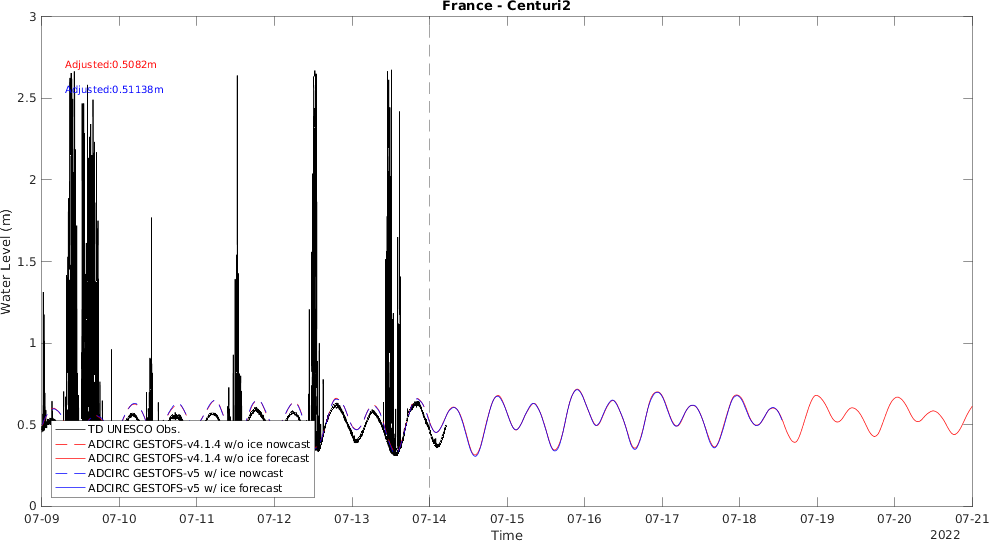 France - Centuri2
Adjusted:0.5082m
Adjusted:0.51138m
Water Level (m)
3
2.5
2
1.5
1
0.5
0
TD UNESCO Obs.
ADCIRC GESTOFS-v4.1.4 w/o ice nowcast
ADCIRC GESTOFS-v4.1.4 w/o ice forecast
ADCIRC GESTOFS-v5 w/ ice nowcast
ADCIRC GESTOFS-v5 w/ ice forecast
07-09 07-10 07-11 07-12 07-13 07-14 07-15 07-16 07-17 07-18 07-19 07-20 07-21
Time
2022